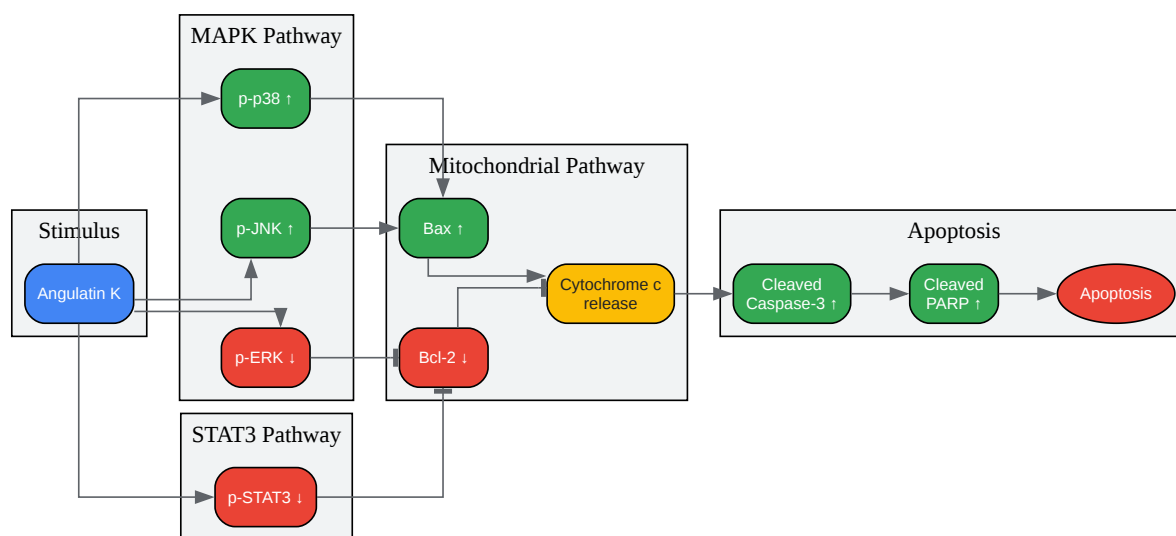 MAPK Pathway
p-p38 ↑
p-JNK ↑
p-ERK ↓
Stimulus
Angulatin K
STAT3 Pathway
p-STAT3 ↓
Mitochondrial Pathway
Bax ↑
Bcl-2 ↓
Cytochrome c
release
Apoptosis
Cleaved
Caspase-3 ↑
Cleaved
PARP ↑
Apoptosis